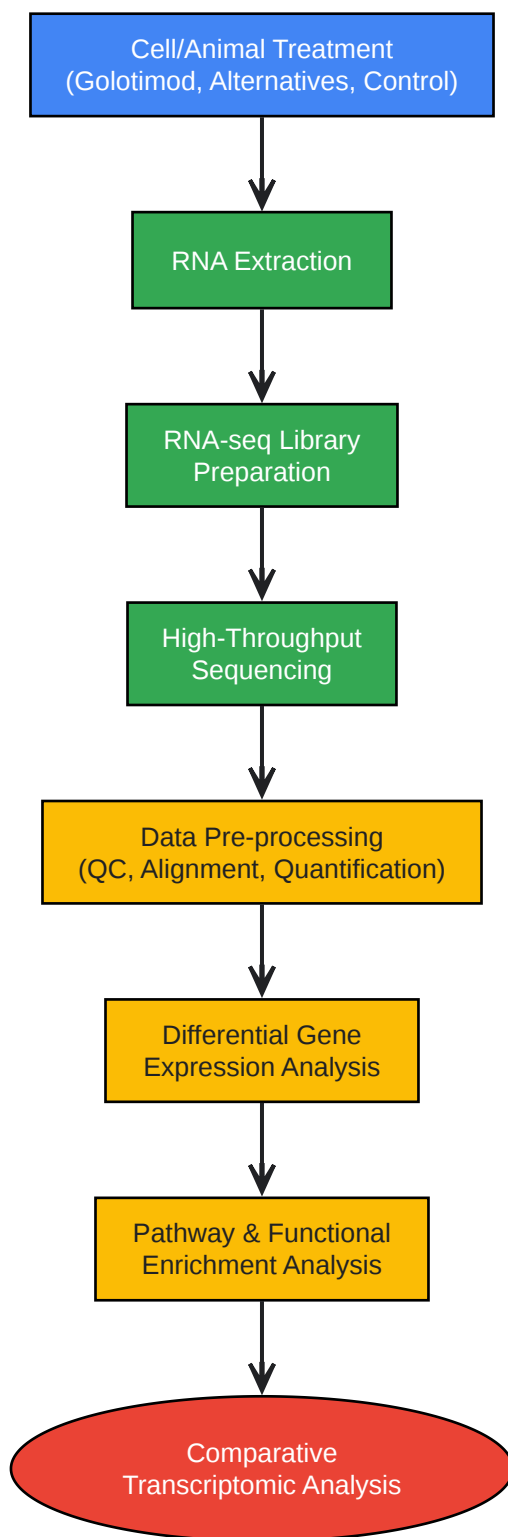 Cell/Animal Treatment
(Golotimod, Alternatives, Control)
RNA Extraction
RNA-seq Library
Preparation
High-Throughput
Sequencing
Data Pre-processing
(QC, Alignment, Quantification)
Differential Gene
Expression Analysis
Pathway & Functional
Enrichment Analysis
Comparative
Transcriptomic Analysis